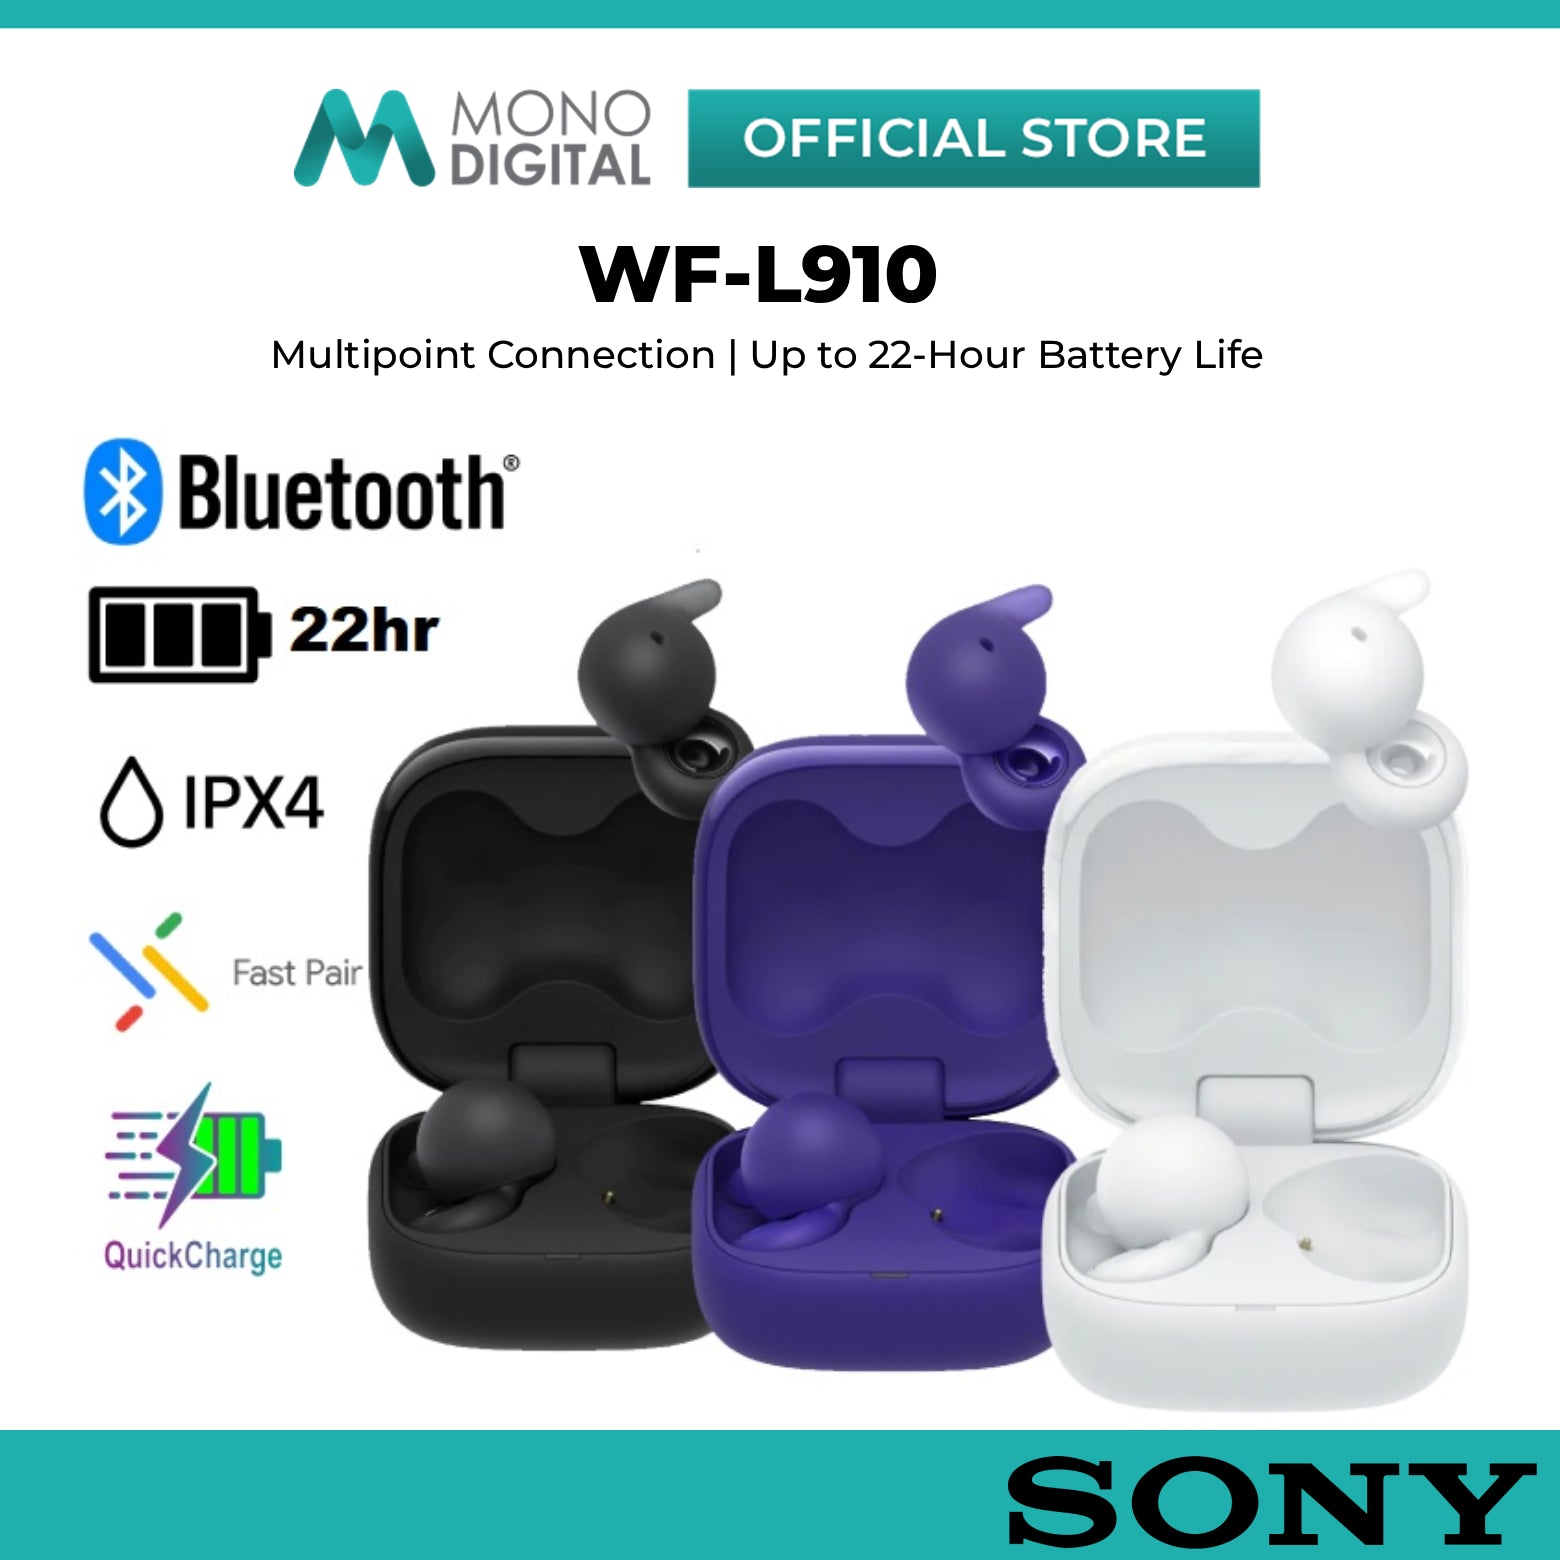 MONO
DIGITAL
OFFICIAL STORE
WF-L910
Multipoint Connection | Up to 22-Hour Battery Life
Bluetooth®
22hr
IPX4
Fast Pair
QuickCharge
SONY